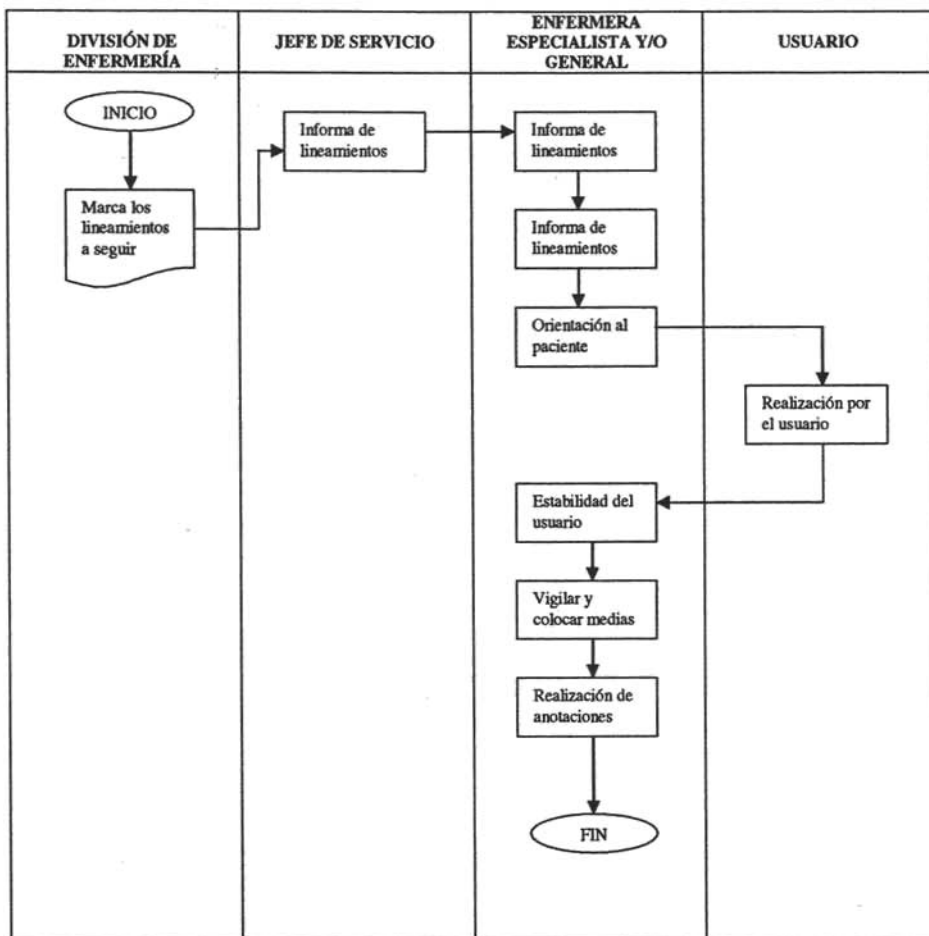 DIVISIÓN DE
ENFERMERÍA
JEFE DE SERVICIO
ENFERMERA
ESPECIALISTA Y/O
GENERAL
USUARIO
INICIO
Marca los
lineamientos
a seguir
Informa de
lineamientos
Informa de
lineamientos
Informa de
lineamientos
Orientación al
paciente
Realización por
el usuario
Estabilidad del
usuario
Vigilar y
colocar medias
Realización de
anotaciones
FIN